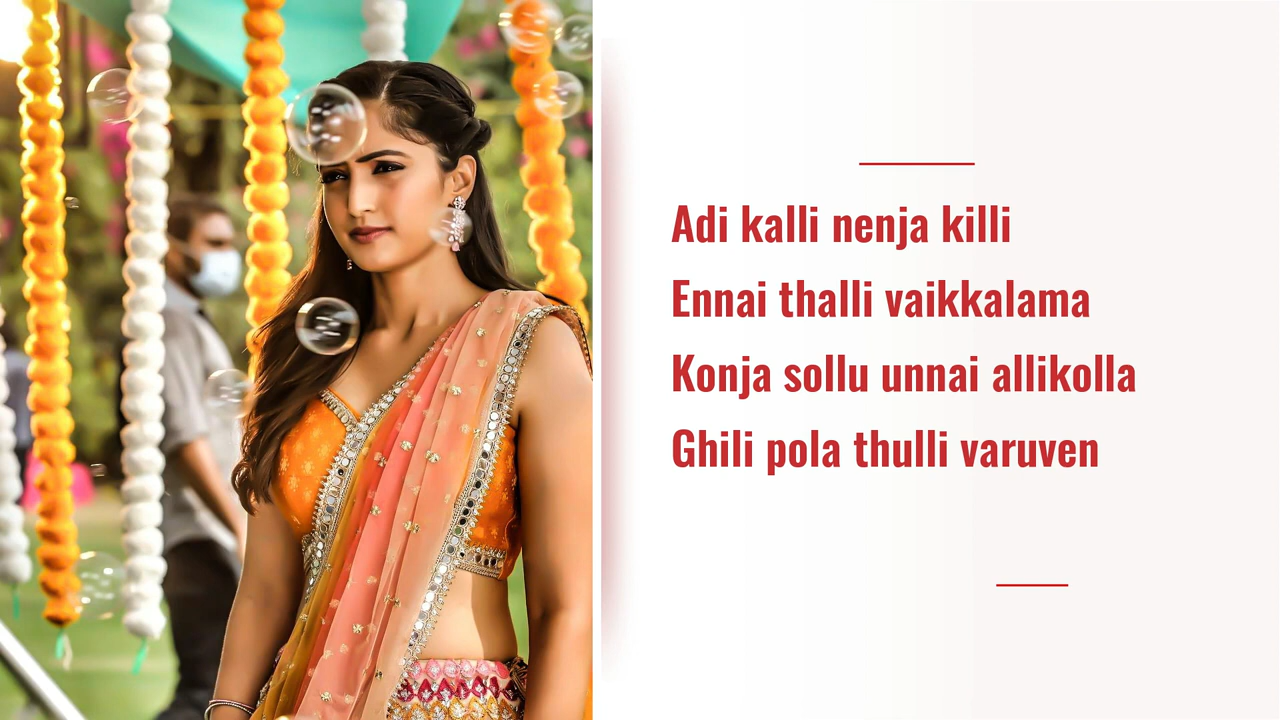 Adi kalli nenja killi
Ennai thalli vaikkalama
Konja sollu unnai allikolla
Ghili pola thulli varuven